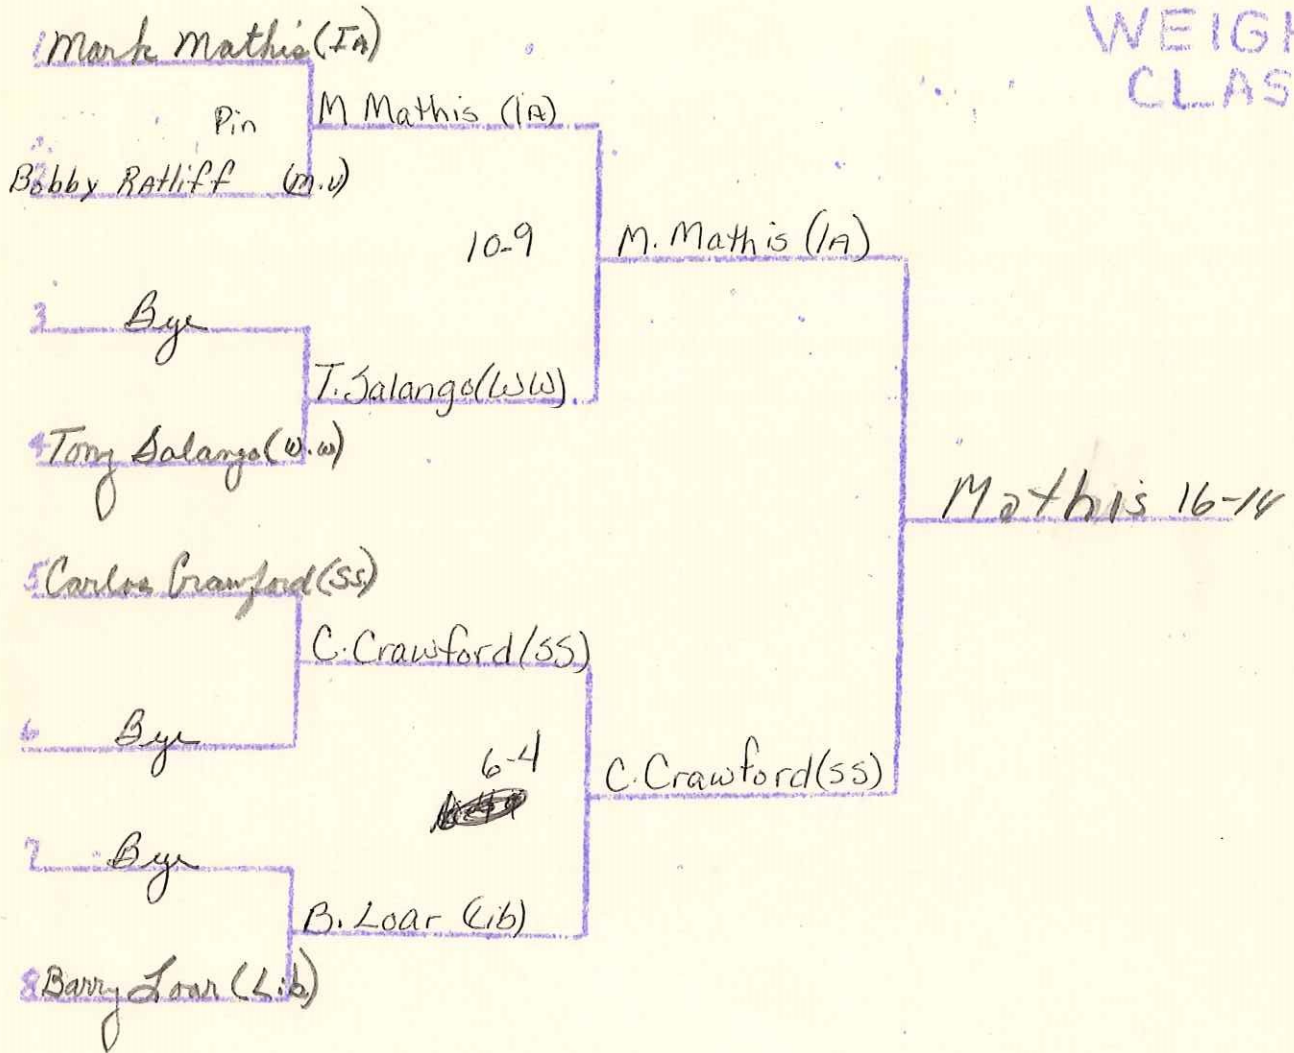 WEIGH
CLAS
1 Mark Mathis (IA)
Pin
M Mathis (IA)
2 Bobby Ratliff (m.v)
10-9
M. Mathis (IA)
3 Bye
T. Salango (WW)
4 Tony Salango (w.w)
Mathis 16-14
5 Carlos Crawford (SS)
C. Crawford (SS)
6 Bye
6-4
C. Crawford (SS)
7 Bye
B. Loar (Lib)
8 Barry Loar (Lib)